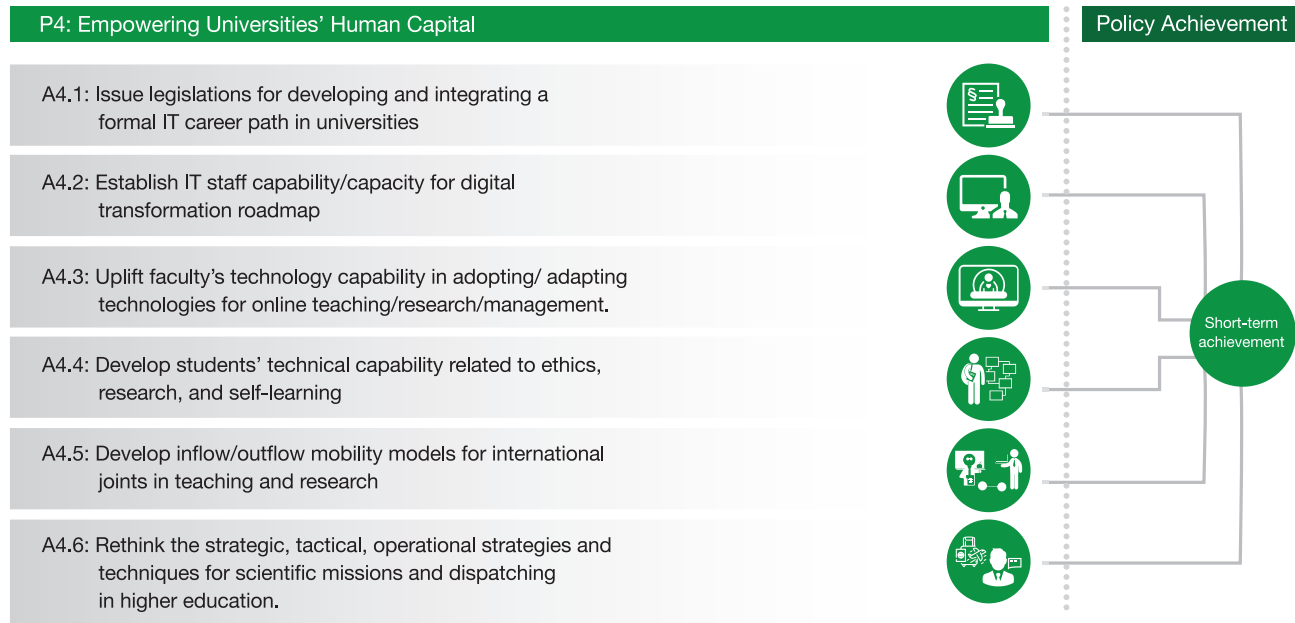 P4: Empowering Universities’ Human Capital
Policy Achievement
A4.1: Issue legislations for developing and integrating a
formal IT career path in universities
A4.2: Establish IT staff capability/capacity for digital
transformation roadmap
A4.3: Uplift faculty’s technology capability in adopting/ adapting
technologies for online teaching/research/management.
A4.4: Develop students’ technical capability related to ethics,
research, and self-learning
A4.5: Develop inflow/outflow mobility models for international
joints in teaching and research
A4.6: Rethink the strategic, tactical, operational strategies and
techniques for scientific missions and dispatching
in higher education.
Short-term
achievement